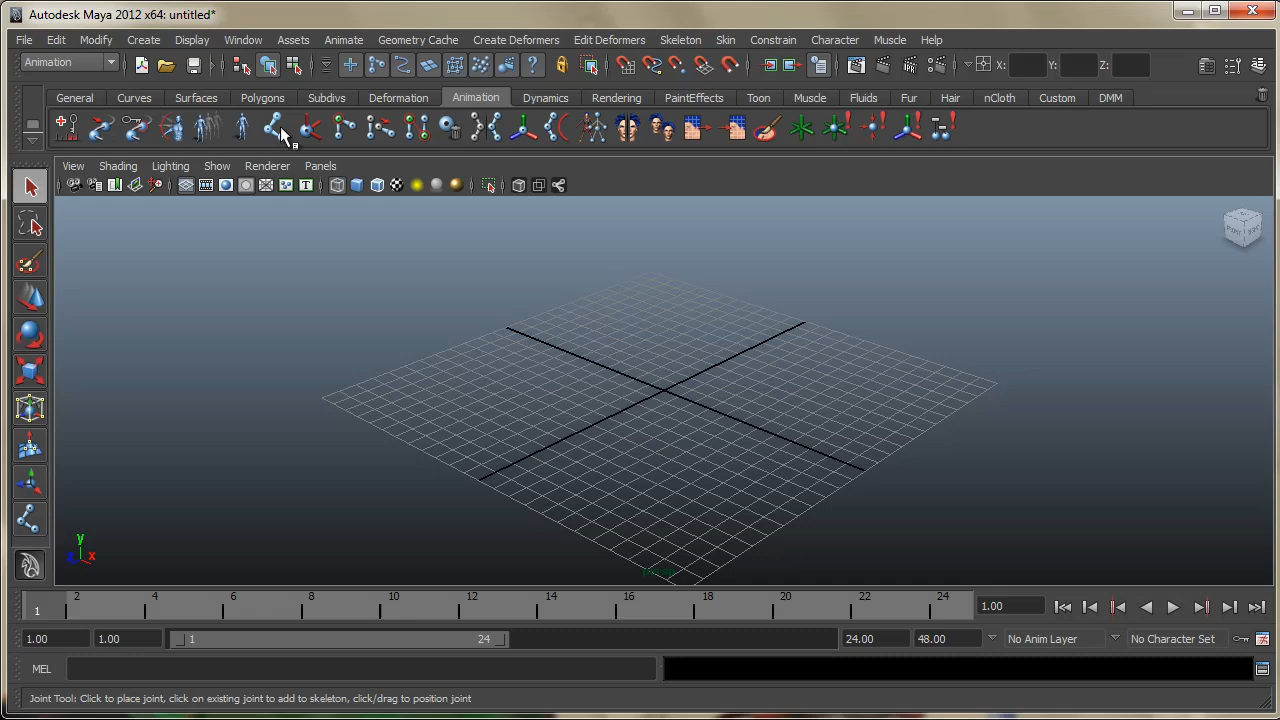 Autodesk Maya 2012 x64: untitled*
File Edit Modify Create Display Window Assets Animate Geometry Cache Create Deformers Edit Deformers Skeleton Skin Constrain Character Muscle Help
Animation X: Y: Z:
General Curves Surfaces Polygons Subdivs Deformation Animation Dynamics Rendering PaintEffects Toon Muscle Fluids Fur Hair nCloth Custom DMM
View Shading Lighting Show Renderer Panels
T
FRONT
y
z x
persp
2 4 6 8 10 12 14 16 18 20 22 24
1 1.00
1.00 1.00 1 24 24.00 48.00 No Anim Layer No Character Set
MEL
Joint Tool: Click to place joint, click on existing joint to add to skeleton, click/drag to position joint